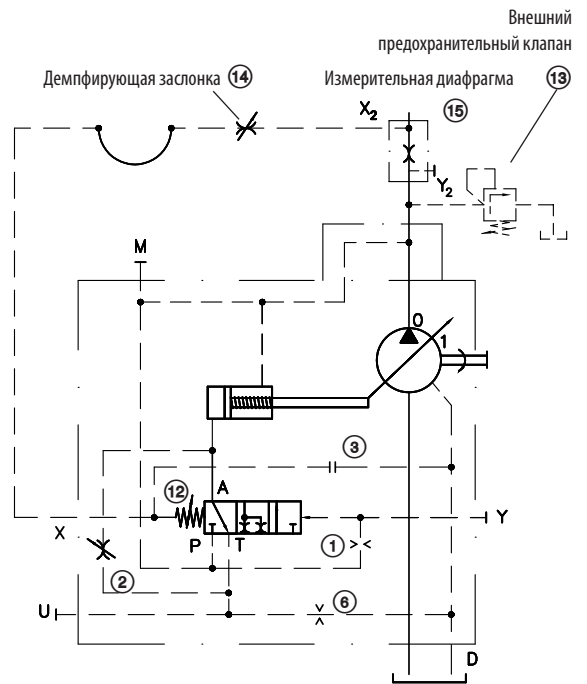 Внешний
предохранительный клапан
Демпфирующая заслонка 14
Измерительная диафрагма
13
15
X2
Y2
M
0
1
3
12
A
X
P
T
1
Y
2
U
6
D